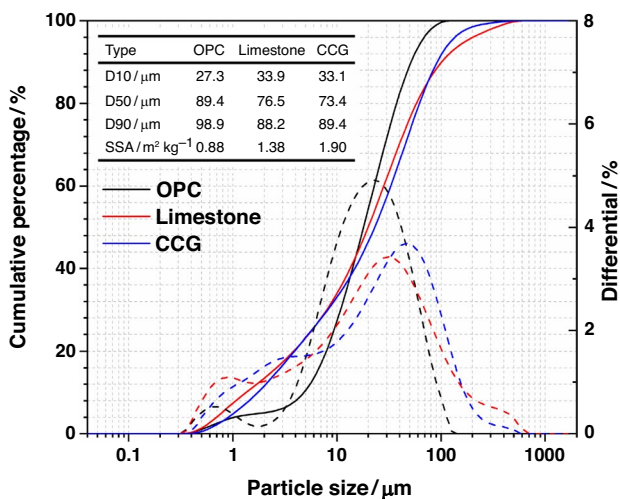 Type OPC Limestone CCG
D10/μm 27.3 33.9 33.1
D50/μm 89.4 76.5 73.4
D90/μm 98.9 88.2 89.4
SSA/m² kg⁻¹ 0.88 1.38 1.90
OPC
Limestone
CCG
100
80
60
40
20
0
Cumulative percentage/%
8
6
4
2
0
Differential/%
0.1 1 10 100 1000
Particle size/μm